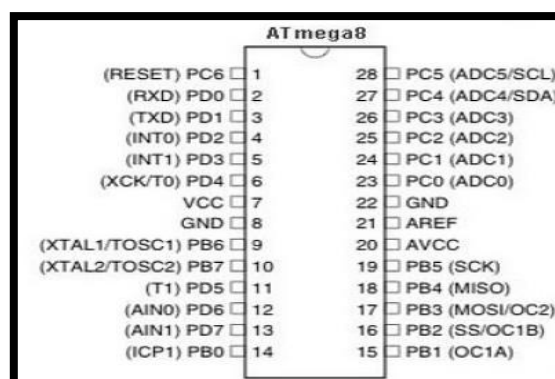 ATmega8
(RESET) PC6 1 28 PC5 (ADC5/SCL)
(RXD) PD0 2 27 PC4 (ADC4/SDA)
(TXD) PD1 3 26 PC3 (ADC3)
(INT0) PD2 4 25 PC2 (ADC2)
(INT1) PD3 5 24 PC1 (ADC1)
(XCK/T0) PD4 6 23 PC0 (ADC0)
VCC 7 22 GND
GND 8 21 AREF
(XTAL1/TOSC1) PB6 9 20 AVCC
(XTAL2/TOSC2) PB7 10 19 PB5 (SCK)
(T1) PD5 11 18 PB4 (MISO)
(AIN0) PD6 12 17 PB3 (MOSI/OC2)
(AIN1) PD7 13 16 PB2 (SS/OC1B)
(ICP1) PB0 14 15 PB1 (OC1A)